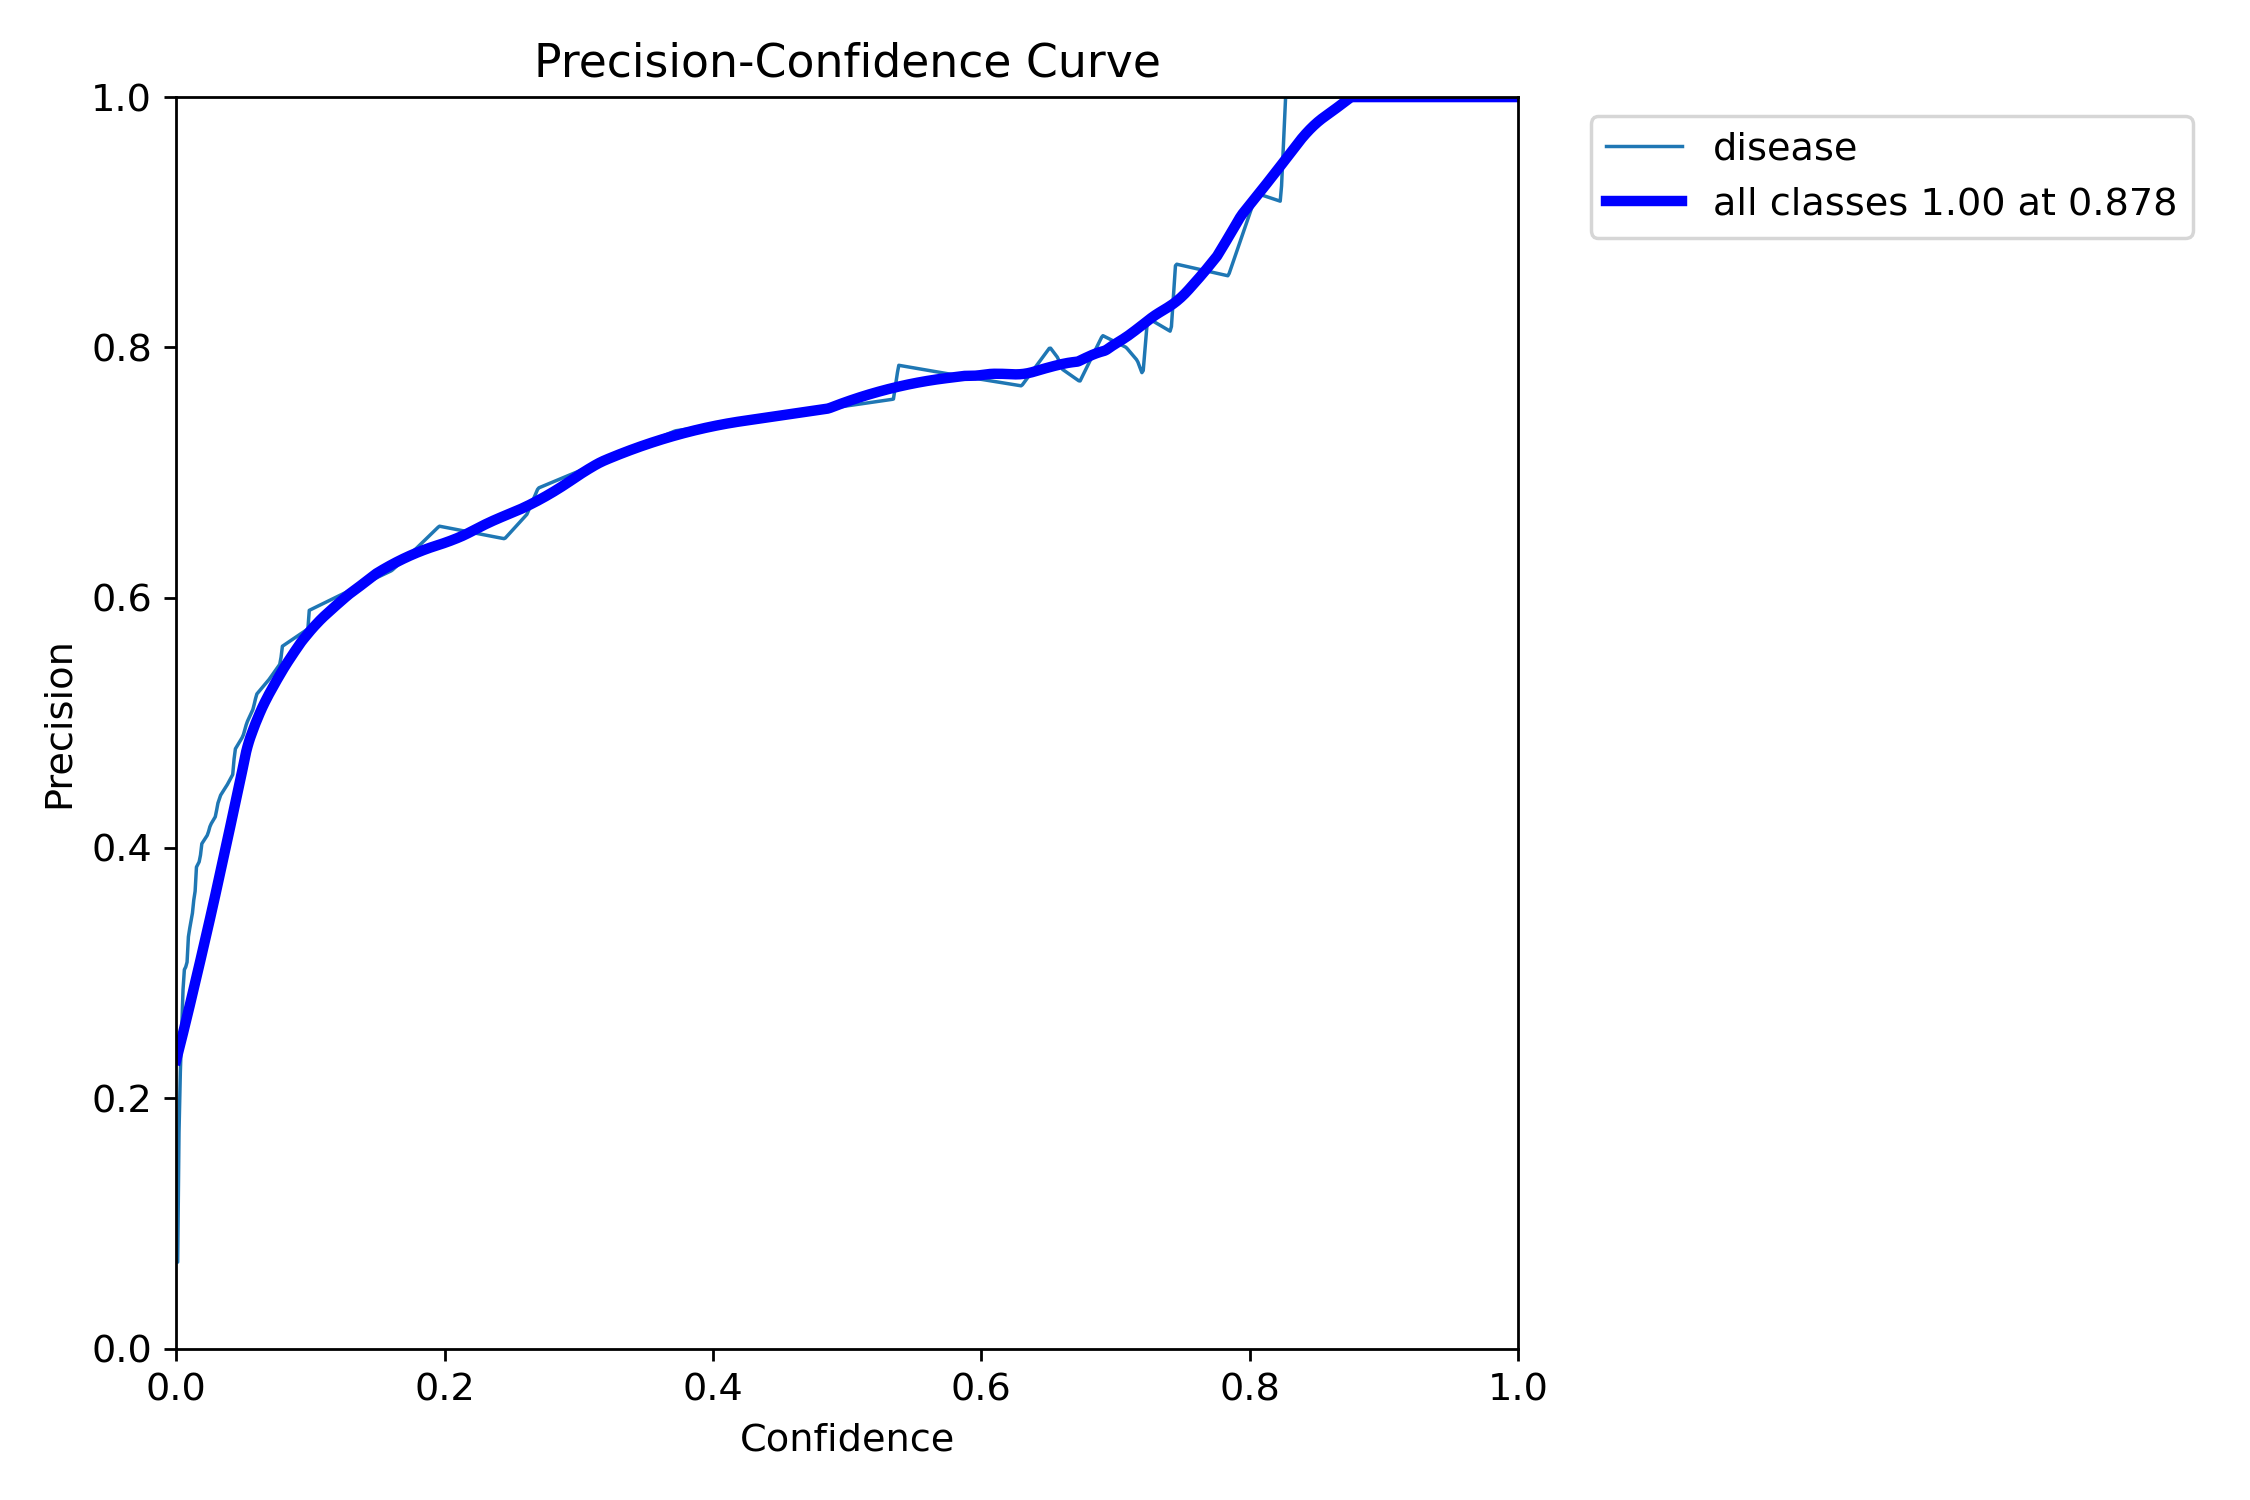 Precision-Confidence Curve
1.0
0.8
0.6
0.4
0.2
0.0
Precision
0.0 0.2 0.4 0.6 0.8 1.0
Confidence
disease
all classes 1.00 at 0.878